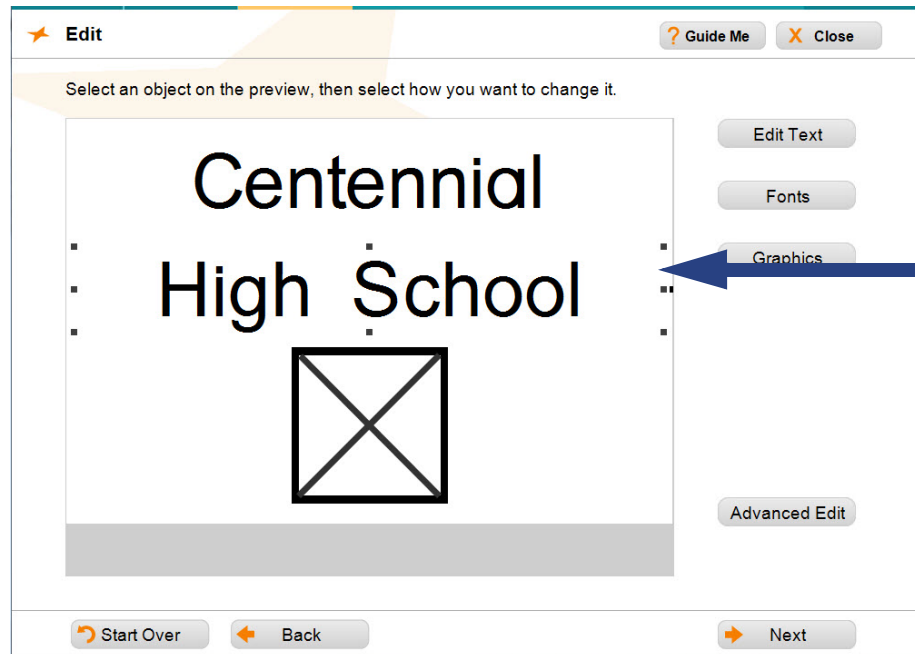 Edit
? Guide Me
X Close
Select an object on the preview, then select how you want to change it.
Edit Text
Centennial
Fonts
Graphics
High School
Advanced Edit
Start Over
Back
Next